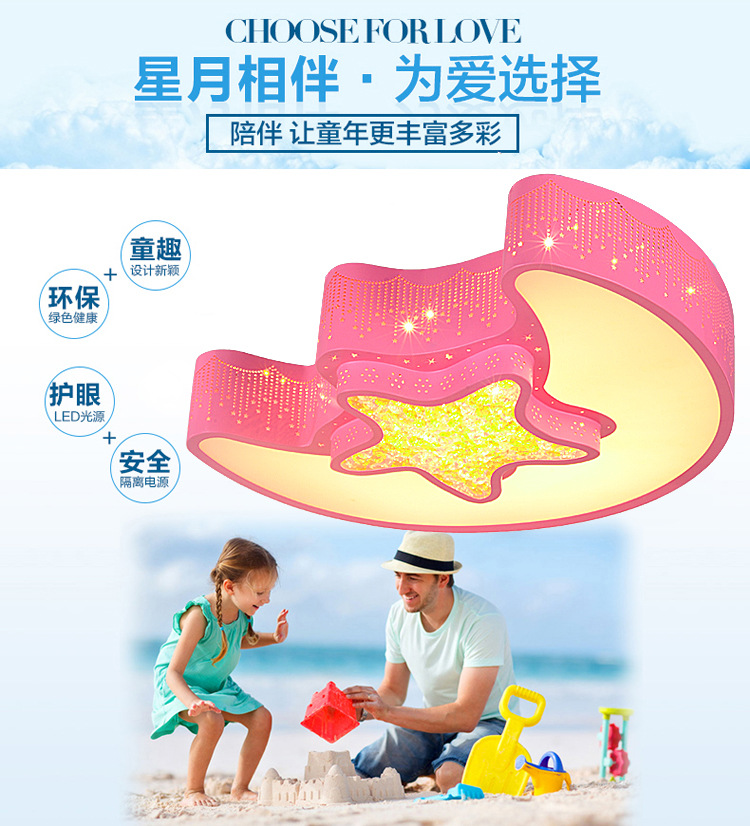 CHOOSE FOR LOVE
星月相伴·为爱选择
陪伴 让童年更丰富多彩
童趣
设计新颖
环保
绿色健康
护眼
LED光源
安全
隔离电源